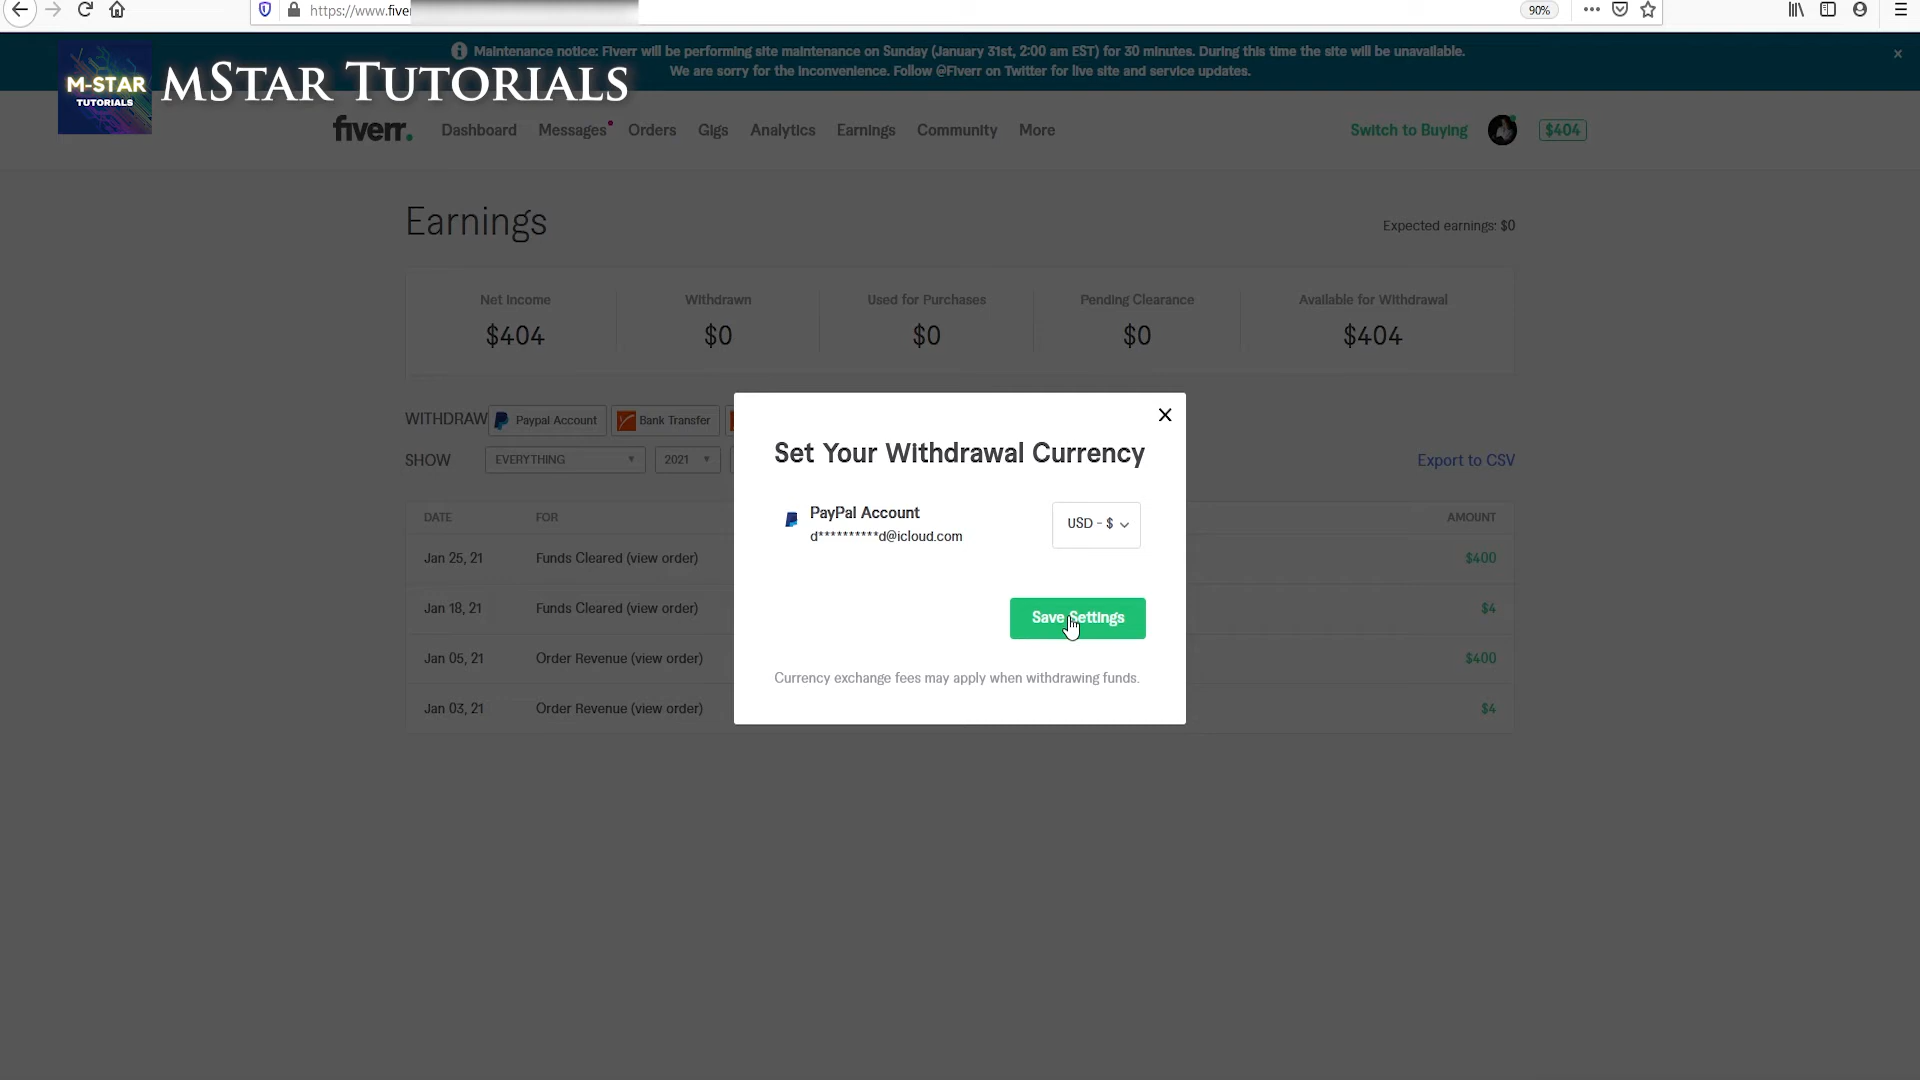 https://www.fiver
90%
Maintenance notice: Fiverr will be performing site maintenance on Sunday (January 31st, 2:00 am EST) for 30 minutes. During this time the site will be unavailable.
We are sorry for the inconvenience. Follow @Fiverr on Twitter for live site and service updates.
M-STAR
TUTORIALS
MSTAR TUTORIALS
fiverr.
Dashboard Messages Orders Gigs Analytics Earnings Community More
Switch to Buying
$404
Earnings
Expected earnings: $0
Net Income Withdrawn Used for Purchases Pending Clearance Available for Withdrawal
$404 $0 $0 $0 $404
WITHDRAW Paypal Account Bank Transfer
SHOW EVERYTHING 2021
Export to CSV
DATE FOR AMOUNT
Jan 25, 21 Funds Cleared (view order) $400
Jan 18, 21 Funds Cleared (view order) $4
Jan 05, 21 Order Revenue (view order) $400
Jan 03, 21 Order Revenue (view order) $4
Set Your Withdrawal Currency
PayPal Account
d**********d@icloud.com
USD - $
Save Settings
Currency exchange fees may apply when withdrawing funds.